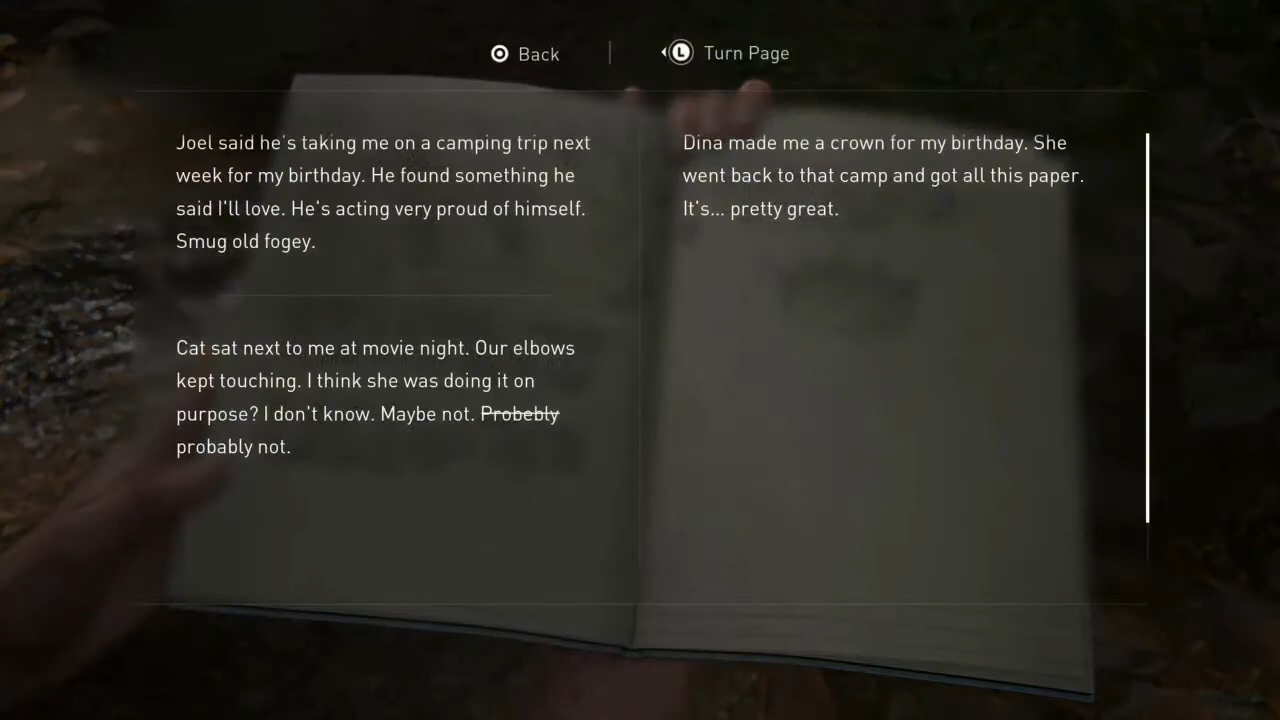 Back
L Turn Page
Joel said he's taking me on a camping trip next
week for my birthday. He found something he
said I'll love. He's acting very proud of himself.
Smug old fogey.
Cat sat next to me at movie night. Our elbows
kept touching. I think she was doing it on
purpose? I don't know. Maybe not. Probebly
probably not.
Dina made me a crown for my birthday. She
went back to that camp and got all this paper.
It's... pretty great.